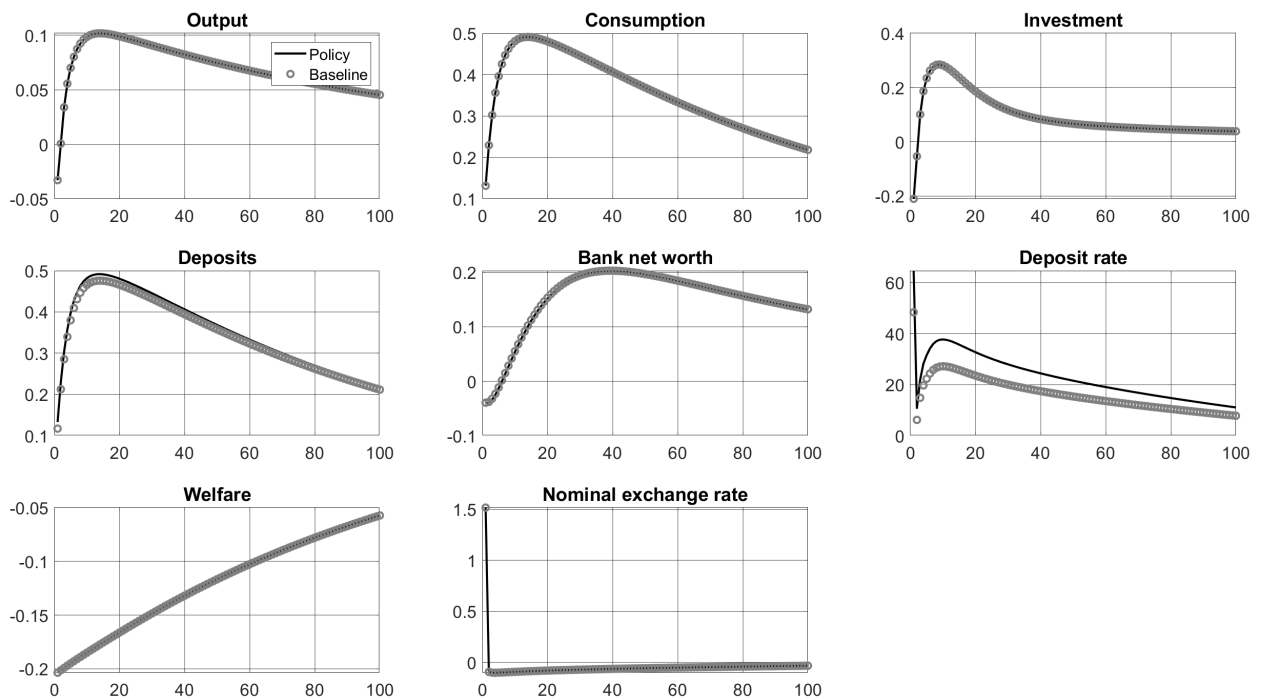 Output
0.1
0.05
0
-0.05
0 20 40 60 80 100
Policy
Baseline
Consumption
0.5
0.4
0.3
0.2
0.1
0 20 40 60 80 100
Investment
0.4
0.2
0
-0.2
0 20 40 60 80 100
Deposits
0.5
0.4
0.3
0.2
0.1
0 20 40 60 80 100
Bank net worth
0.2
0.1
0
-0.1
0 20 40 60 80 100
Deposit rate
60
40
20
0
0 20 40 60 80 100
Welfare
-0.05
-0.1
-0.15
-0.2
0 20 40 60 80 100
Nominal exchange rate
1.5
1
0.5
0
0 20 40 60 80 100